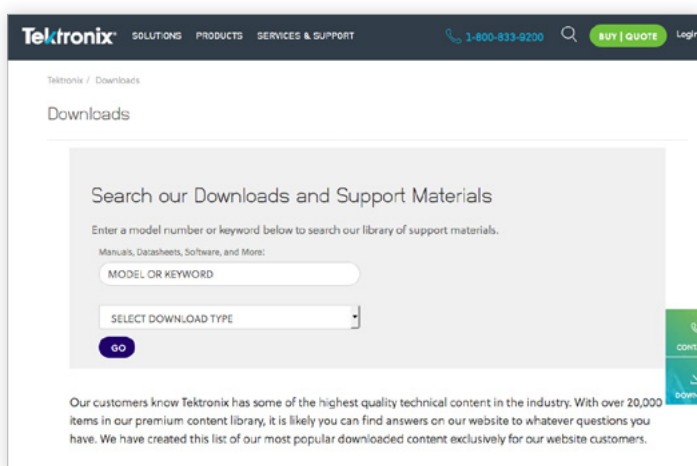 Tektronix SOLUTIONS PRODUCTS SERVICES & SUPPORT 1-800-833-9200 BUY | QUOTE Login
Tektronix / Downloads
Downloads
Search our Downloads and Support Materials
Enter a model number or keyword below to search our library of support materials.
Manuals, Datasheets, Software, and More:
MODEL OR KEYWORD
SELECT DOWNLOAD TYPE
GO
Our customers know Tektronix has some of the highest quality technical content in the industry. With over 20,000
items in our premium content library, it is likely you can find answers on our website to whatever questions you
have. We have created this list of our most popular downloaded content exclusively for our website customers.